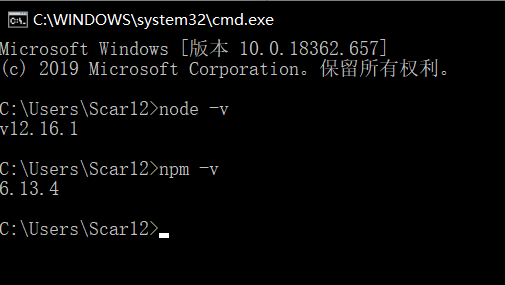 C:\WINDOWS\system32\cmd.exe
Microsoft Windows [版本 10.0.18362.657]
(c) 2019 Microsoft Corporation。保留所有权利。
C:\Users\Scar12>node -v
v12.16.1
C:\Users\Scar12>npm -v
6.13.4
C:\Users\Scar12>